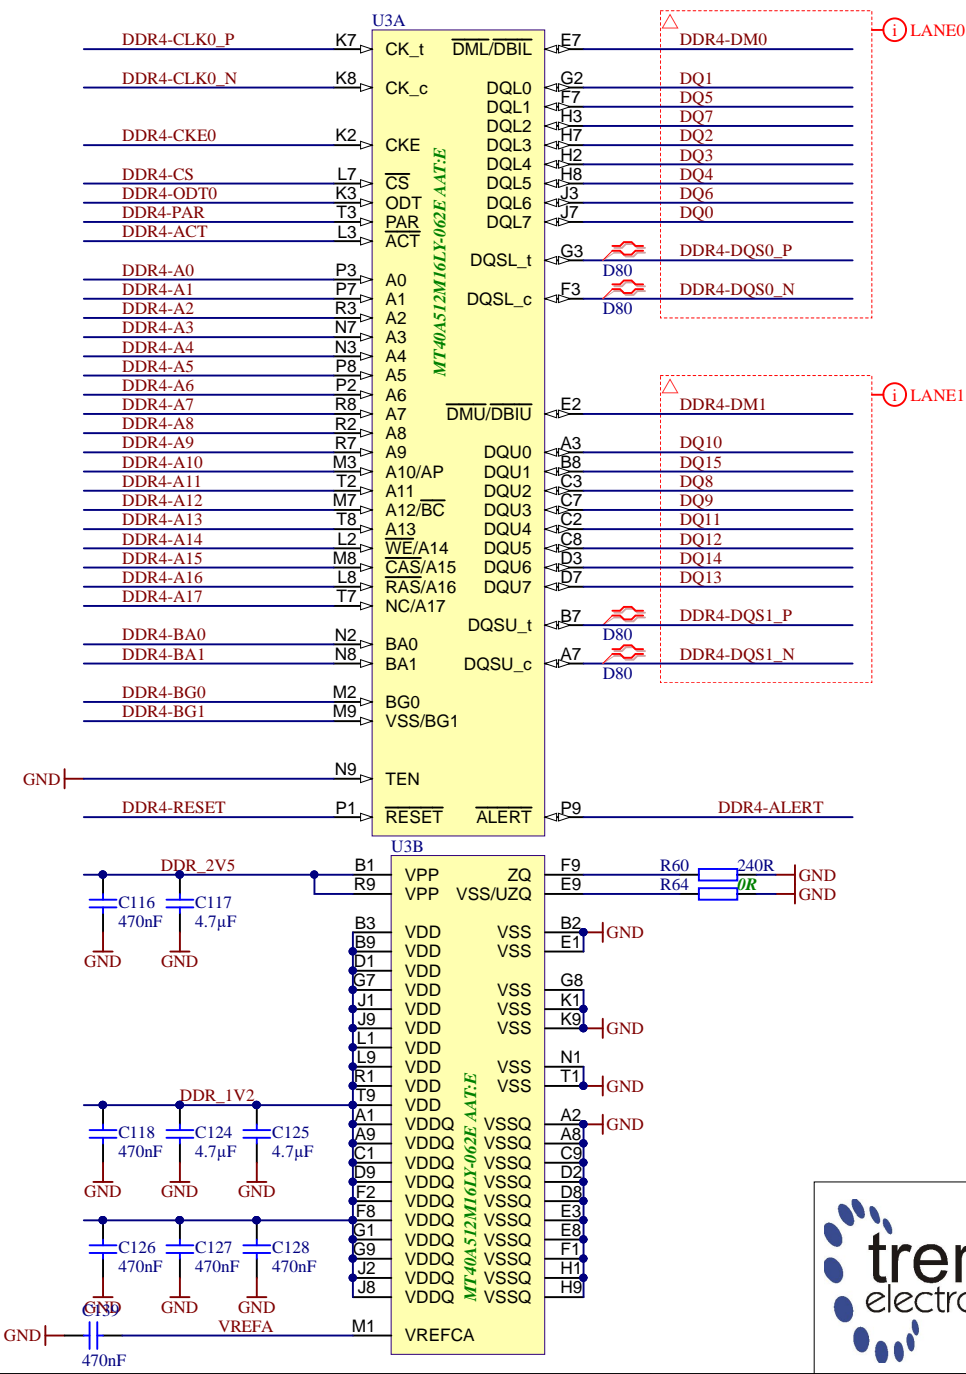 U3A
DDR4-CLK0_P K7 CK_t DML/DBIL E7 DDR4-DM0
LANE0
DDR4-CLK0_N K8 CK_c DQL0 G2 DQ1
DQL1 F7 DQ5
DQL2 H3 DQ7
DDR4-CKE0 K2 CKE DQL3 H7 DQ2
DQL4 H2 DQ3
DDR4-CS L7 CS DQL5 H8 DQ4
DDR4-ODT0 K3 ODT DQL6 J3 DQ6
DDR4-PAR T3 PAR DQL7 J7 DQ0
DDR4-ACT L3 ACT
DQSL_t G3 D80 DDR4-DQS0_P
DDR4-A0 P3 A0
DDR4-A1 P7 A1 DQSL_c F3 D80 DDR4-DQS0_N
DDR4-A2 R3 A2
DDR4-A3 N7 A3
DDR4-A4 N3 A4
DDR4-A5 P8 A5
DDR4-A6 P2 A6
DDR4-A7 R8 A7 DMU/DBIU E2 DDR4-DM1
LANE1
DDR4-A8 R2 A8
DDR4-A9 R7 A9 DQU0 A3 DQ10
DDR4-A10 M3 A10/AP DQU1 B8 DQ15
DDR4-A11 T2 A11 DQU2 C3 DQ8
DDR4-A12 M7 A12/BC DQU3 C7 DQ9
DDR4-A13 T8 A13 DQU4 C2 DQ11
DDR4-A14 L2 WE/A14 DQU5 C8 DQ12
DDR4-A15 M8 CAS/A15 DQU6 D3 DQ14
DDR4-A16 L8 RAS/A16 DQU7 D7 DQ13
DDR4-A17 T7 NC/A17
DQSU_t B7 D80 DDR4-DQS1_P
DDR4-BA0 N2 BA0
DDR4-BA1 N8 BA1 DQSU_c A7 D80 DDR4-DQS1_N
DDR4-BG0 M2 BG0
DDR4-BG1 M9 VSS/BG1
GND N9 TEN
DDR4-RESET P1 RESET ALERT P9 DDR4-ALERT
MT40A512M16LY-062E AAT:E
U3B
DDR_2V5 B1 VPP ZQ F9 R60 240R GND
R9 VPP VSS/UZQ E9 R64 0R GND
C116 C117
470nF 4.7µF
GND GND
B3 VDD VSS B2 GND
B9 VDD VSS E1
D1 VDD
G7 VDD VSS G8
J1 VDD VSS K1
J9 VDD VSS K9 GND
L1 VDD
L9 VDD VSS N1
R1 VDD VSS T1 GND
DDR_1V2 T9 VDD
A1 VDDQ VSSQ A2 GND
C118 C124 C125 A9 VDDQ VSSQ A8
470nF 4.7µF 4.7µF C1 VDDQ VSSQ C9
D9 VDDQ VSSQ D2
GND GND GND F2 VDDQ VSSQ D8
F8 VDDQ VSSQ E3
G1 VDDQ VSSQ E8
C126 C127 C128 G9 VDDQ VSSQ F1
470nF 470nF 470nF J2 VDDQ VSSQ H1
J8 VDDQ VSSQ H9
GND GND GND
C139
GND VREFA M1 VREFCA
470nF
MT40A512M16LY-062E AAT:E
tren
electro